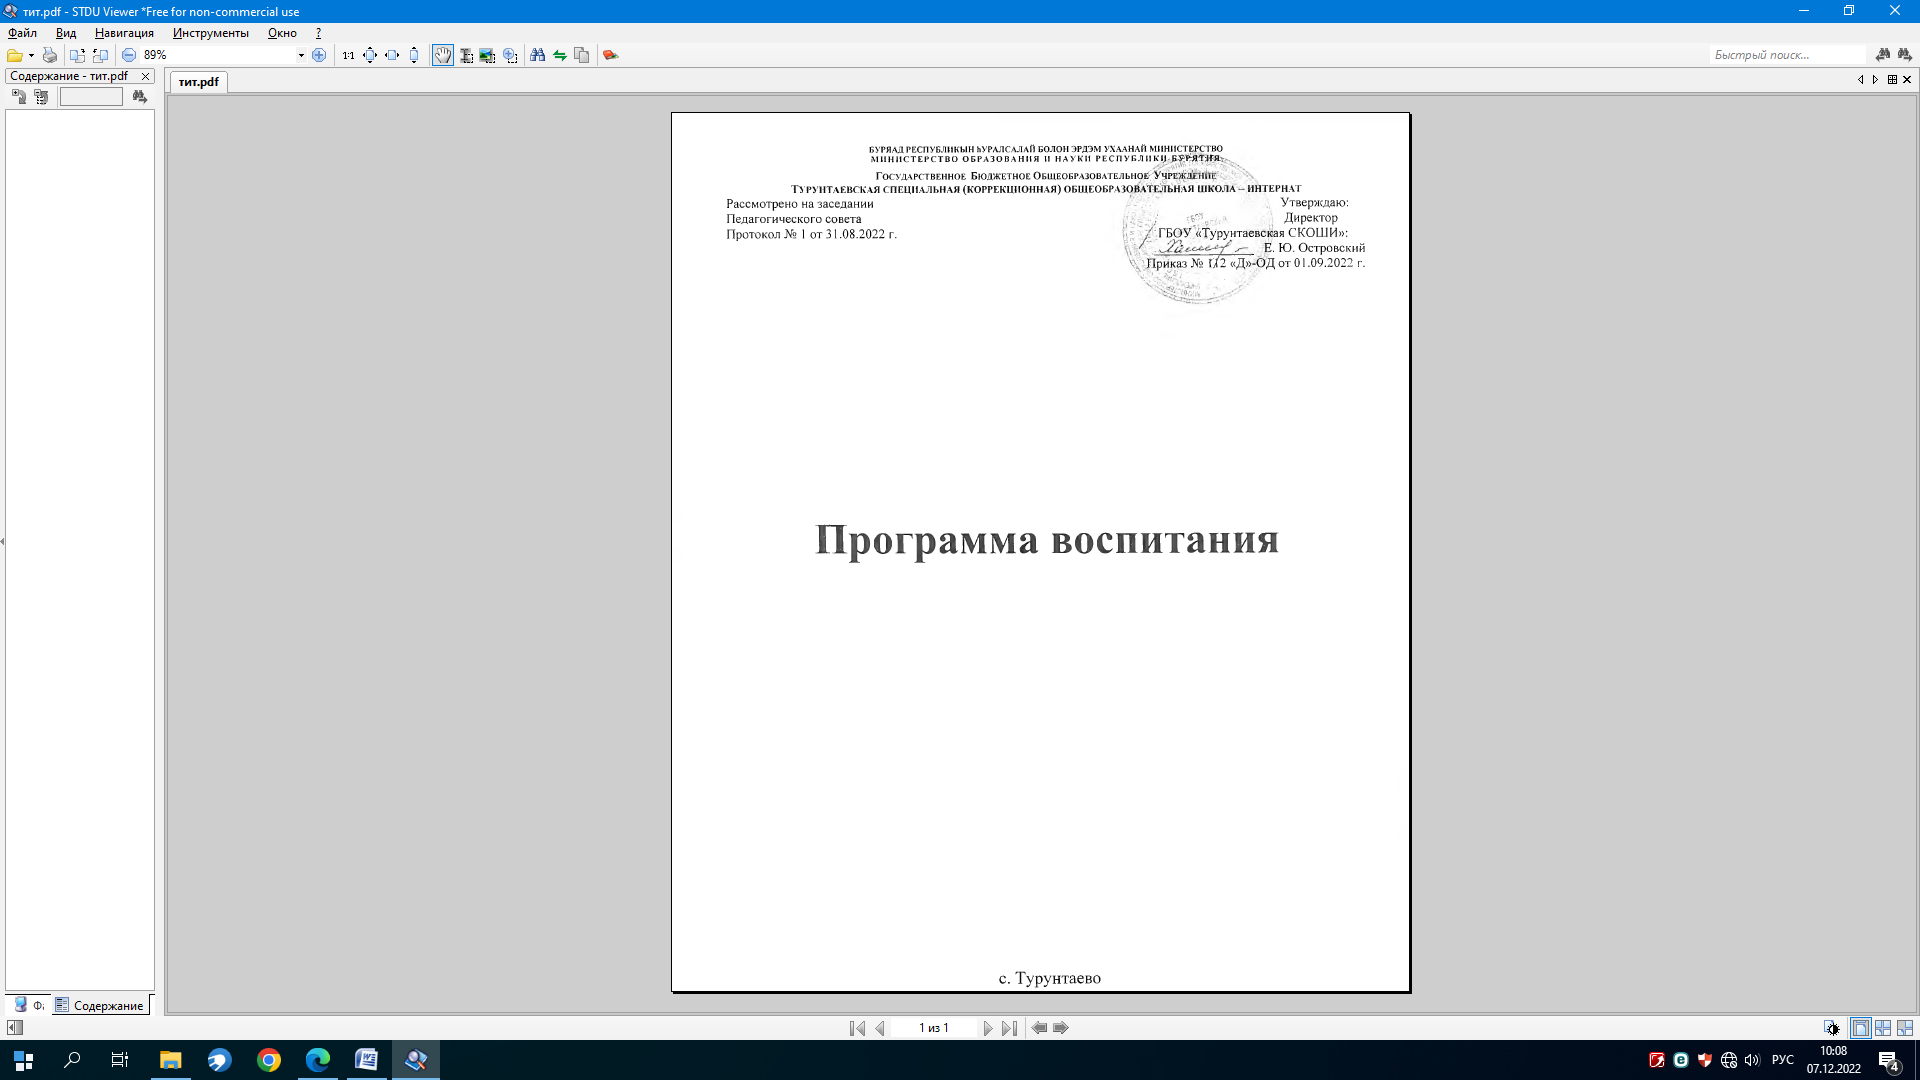 тит.pdf - STDU Viewer *Free for non-commercial use
Файл Вид Навигация Инструменты Окно ?
89% 1:1 Быстрый поиск...
Содержание - тит.pdf
тит.pdf
БУРЯАД РЕСПУБЛИКЫН ҺУРАЛСАЛАЙ БОЛОН ЭРДЭМ УХААНАЙ МИНИСТЕРСТВО
МИНИСТЕРСТВО ОБРАЗОВАНИЯ И НАУКИ РЕСПУБЛИКИ БУРЯТИЯ
ГОСУДАРСТВЕННОЕ БЮДЖЕТНОЕ ОБЩЕОБРАЗОВАТЕЛЬНОЕ УЧРЕЖДЕНИЕ
ТУРУНТАЕВСКАЯ СПЕЦИАЛЬНАЯ (КОРРЕКЦИОННАЯ) ОБЩЕОБРАЗОВАТЕЛЬНАЯ ШКОЛА – ИНТЕРНАТ
Рассмотрено на заседании
Педагогического совета
Протокол № 1 от 31.08.2022 г.
Утверждаю:
Директор
ГБОУ «Турунтаевская СКОШИ»:
Е. Ю. Островский
Приказ № 112 «Д»-ОД от 01.09.2022 г.
Программа воспитания
с. Турунтаево
Ф. Содержание
1 из 1
РУС
10:08
07.12.2022
4